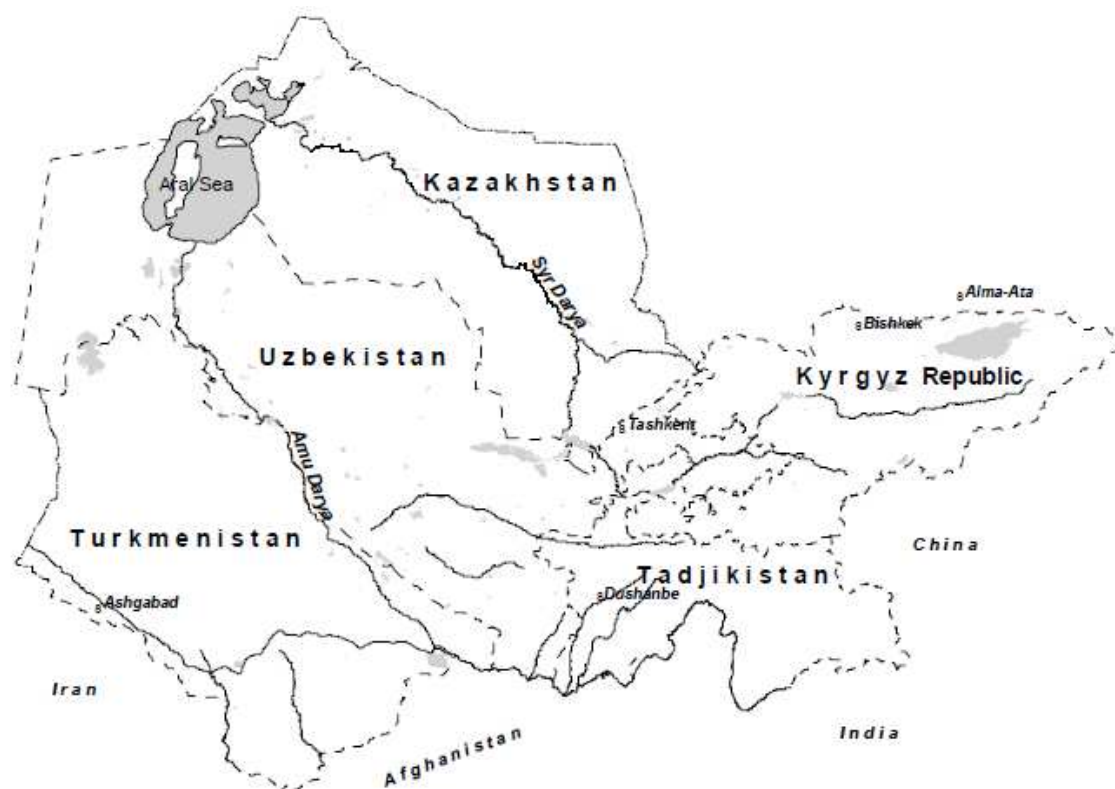 Aral Sea
Kazakhstan
Syr Darya
Alma-Ata
Bishkek
Uzbekistan
Kyrgyz Republic
Tashkent
Amu Darya
Turkmenistan
China
Tadjikistan
Dushanbe
Ashgabad
Iran
India
Afghanistan